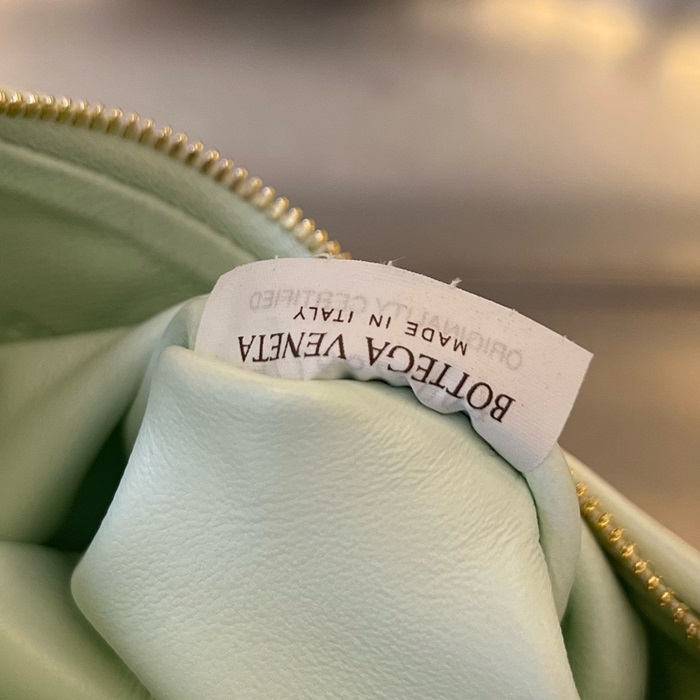 BOTTEGA VENETA
MADE IN ITALY
ORIGINALITY CERTIFIED